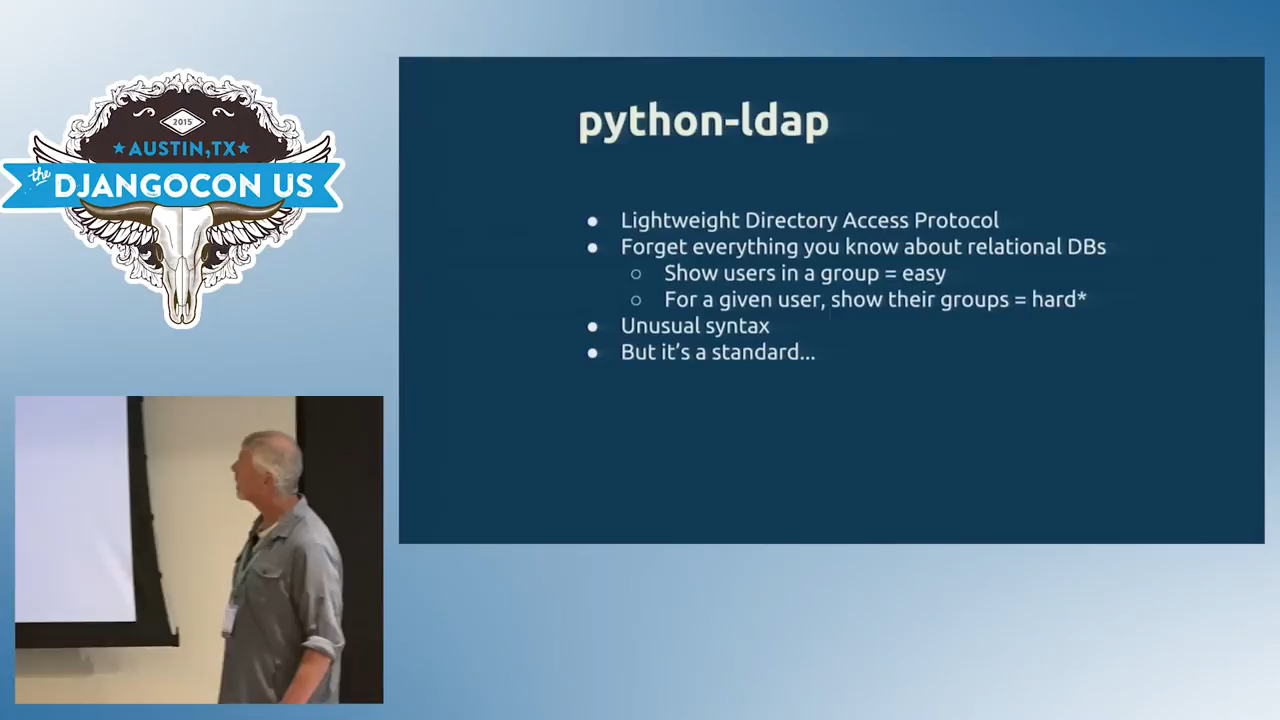 2015
★AUSTIN,TX★
the
DJANGOCON US
python-ldap
● Lightweight Directory Access Protocol
● Forget everything you know about relational DBs
○ Show users in a group = easy
○ For a given user, show their groups = hard*
● Unusual syntax
● But it's a standard...